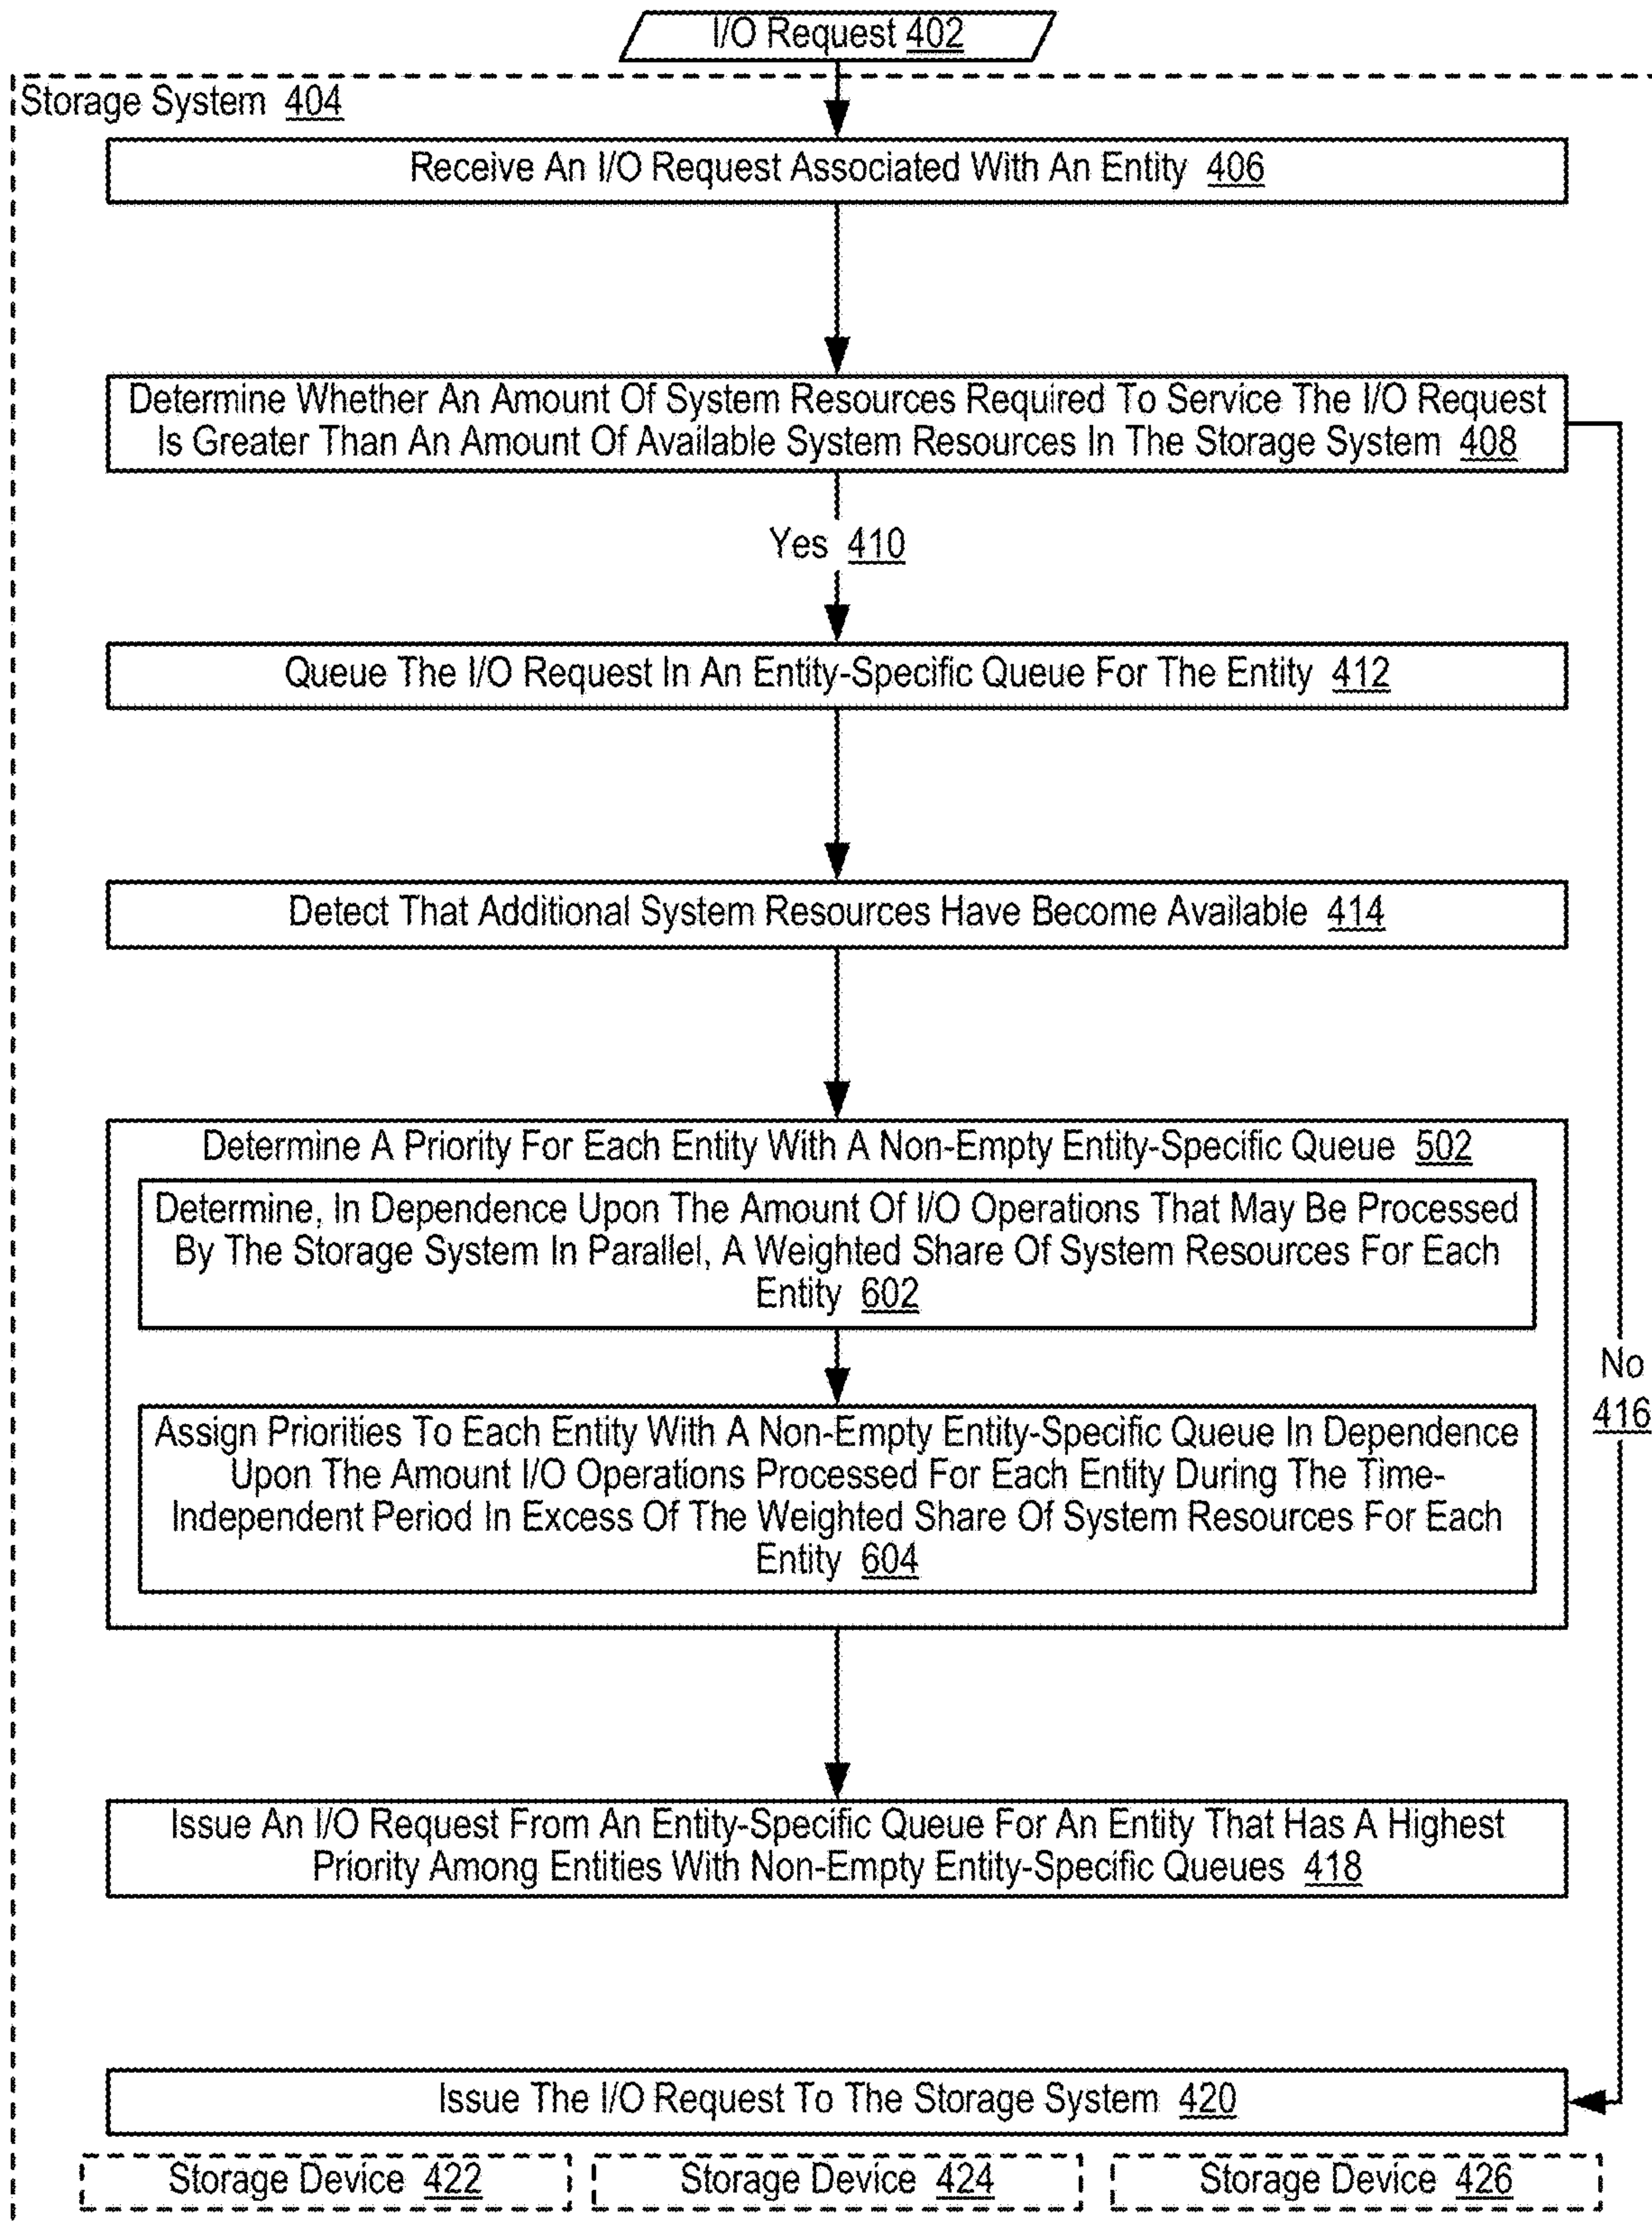 I/O Request 402
Storage System 404
Receive An I/O Request Associated With An Entity 406
Determine Whether An Amount Of System Resources Required To Service The I/O Request
Is Greater Than An Amount Of Available System Resources In The Storage System 408
Yes 410
Queue The I/O Request In An Entity-Specific Queue For The Entity 412
Detect That Additional System Resources Have Become Available 414
Determine A Priority For Each Entity With A Non-Empty Entity-Specific Queue 502
Determine, In Dependence Upon The Amount Of I/O Operations That May Be Processed
By The Storage System In Parallel, A Weighted Share Of System Resources For Each
Entity 602
No
416
Assign Priorities To Each Entity With A Non-Empty Entity-Specific Queue In Dependence
Upon The Amount I/O Operations Processed For Each Entity During The Time-
Independent Period In Excess Of The Weighted Share Of System Resources For Each
Entity 604
Issue An I/O Request From An Entity-Specific Queue For An Entity That Has A Highest
Priority Among Entities With Non-Empty Entity-Specific Queues 418
Issue The I/O Request To The Storage System 420
Storage Device 422
Storage Device 424
Storage Device 426